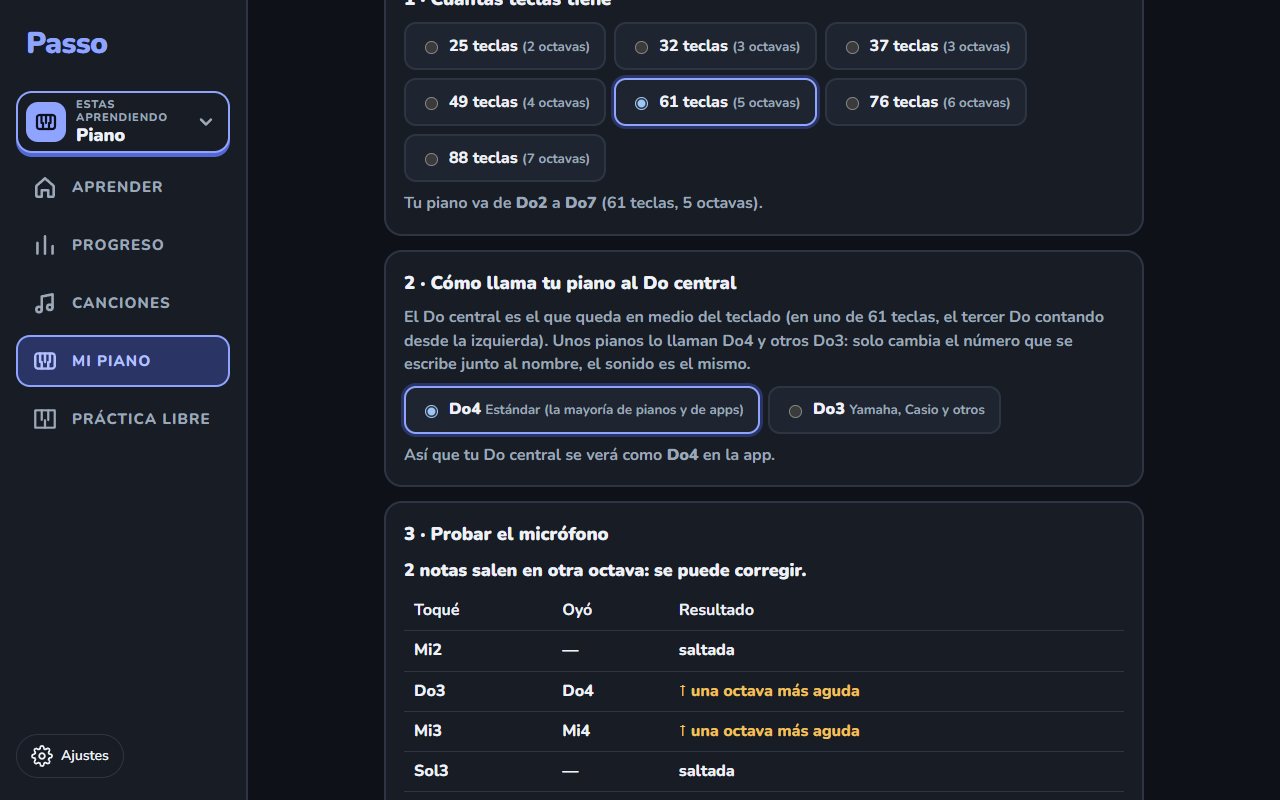 Passo
ESTAS
APRENDIENDO
Piano
APRENDER
PROGRESO
CANCIONES
MI PIANO
PRÁCTICA LIBRE
Ajustes
1 · Cuántas teclas tiene
25 teclas (2 octavas)
32 teclas (3 octavas)
37 teclas (3 octavas)
49 teclas (4 octavas)
61 teclas (5 octavas)
76 teclas (6 octavas)
88 teclas (7 octavas)
Tu piano va de Do2 a Do7 (61 teclas, 5 octavas).
2 · Cómo llama tu piano al Do central
El Do central es el que queda en medio del teclado (en uno de 61 teclas, el tercer Do contando
desde la izquierda). Unos pianos lo llaman Do4 y otros Do3: solo cambia el número que se
escribe junto al nombre, el sonido es el mismo.
Do4 Estándar (la mayoría de pianos y de apps)
Do3 Yamaha, Casio y otros
Así que tu Do central se verá como Do4 en la app.
3 · Probar el micrófono
2 notas salen en otra octava: se puede corregir.
Toqué Oyó Resultado
Mi2 — saltada
Do3 Do4 ↑ una octava más aguda
Mi3 Mi4 ↑ una octava más aguda
Sol3 — saltada